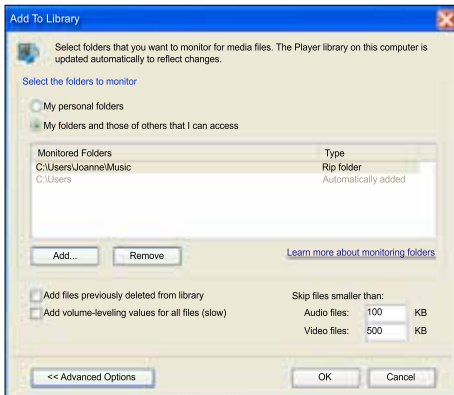 Add To Library
Select folders that you want to monitor for media files. The Player library on this computer is
updated automatically to reflect changes.
Select the folders to monitor
My personal folders
My folders and those of others that I can access
Monitored Folders Type
C:\Users\Joanne\Music Rip folder
C:\Users Automatically added
Add... Remove Learn more about monitoring folders
Add files previously deleted from library Skip files smaller than:
Add volume-leveling values for all files (slow) Audio files: 100 KB
Video files: 500 KB
<< Advanced Options OK Cancel